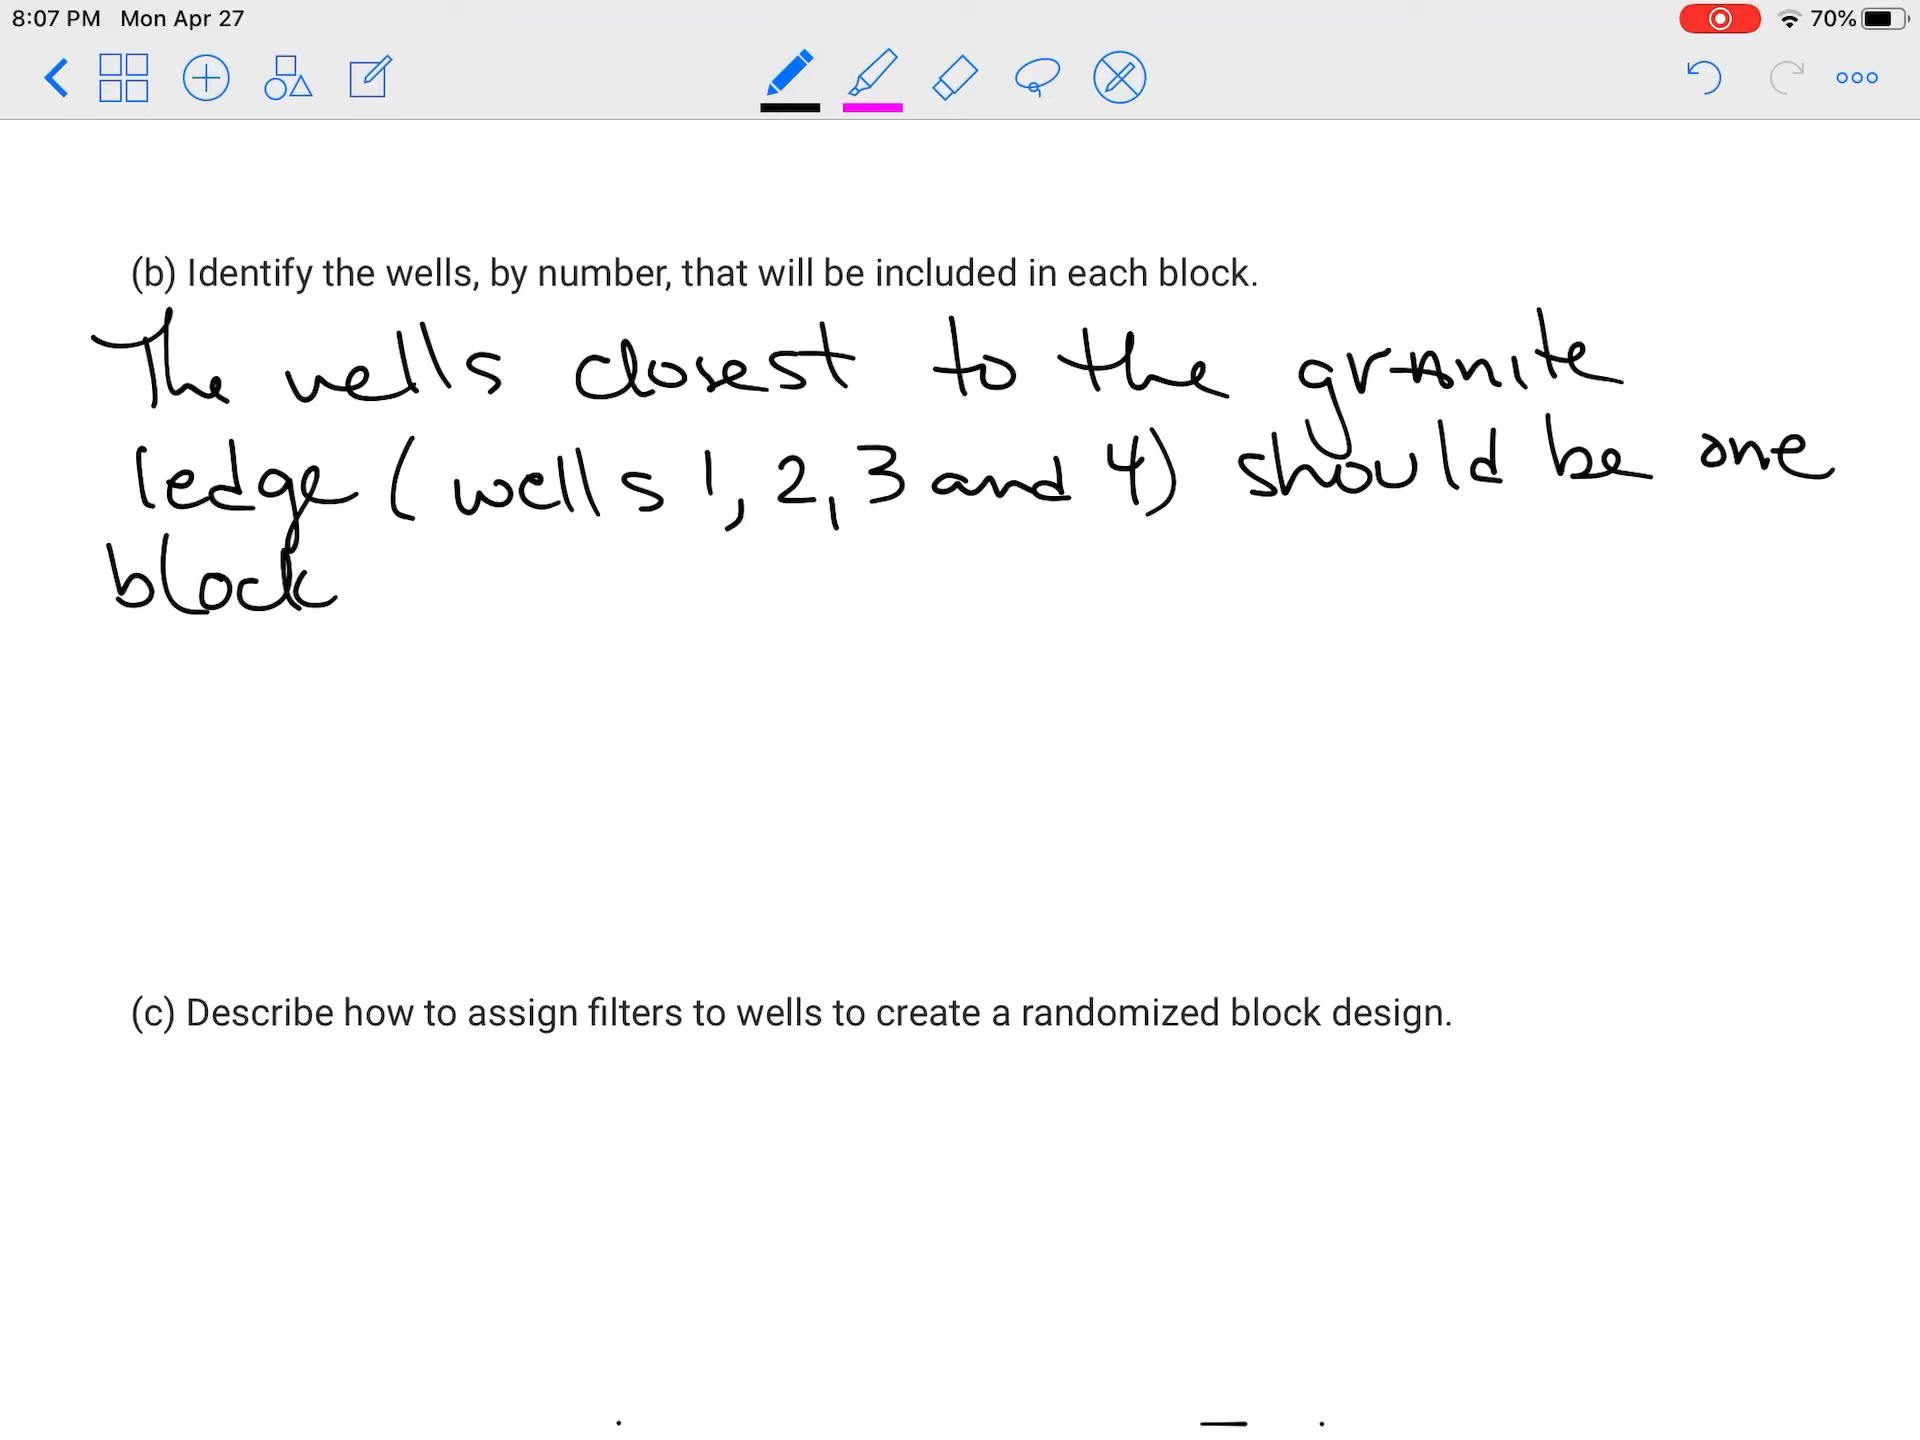 8:07 PM Mon Apr 27 70%
(b) Identify the wells, by number, that will be included in each block.
The wells closest to the granite
ledge (wells 1, 2, 3 and 4) should be one
block
(c) Describe how to assign filters to wells to create a randomized block design.